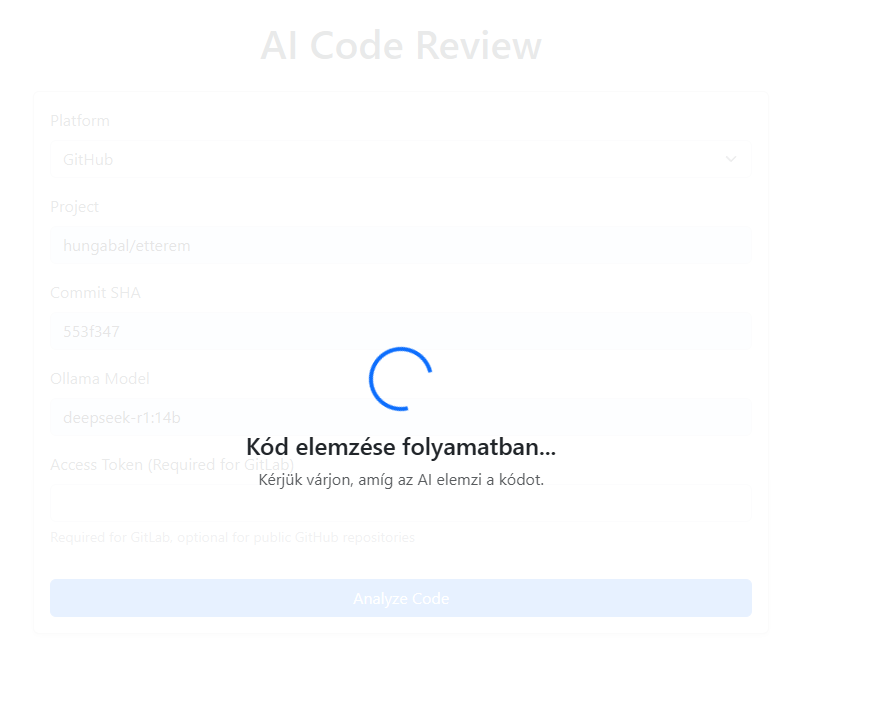 AI Code Review
Platform
GitHub
Project
hungabal/etterem
Commit SHA
553f347
Ollama Model
deepseek-r1:14b
Kód elemzése folyamatban...
Access Token (Required for GitLab)
Kérjük várjon, amíg az AI elemzi a kódot.
Required for GitLab, optional for public GitHub repositories
Analyze Code